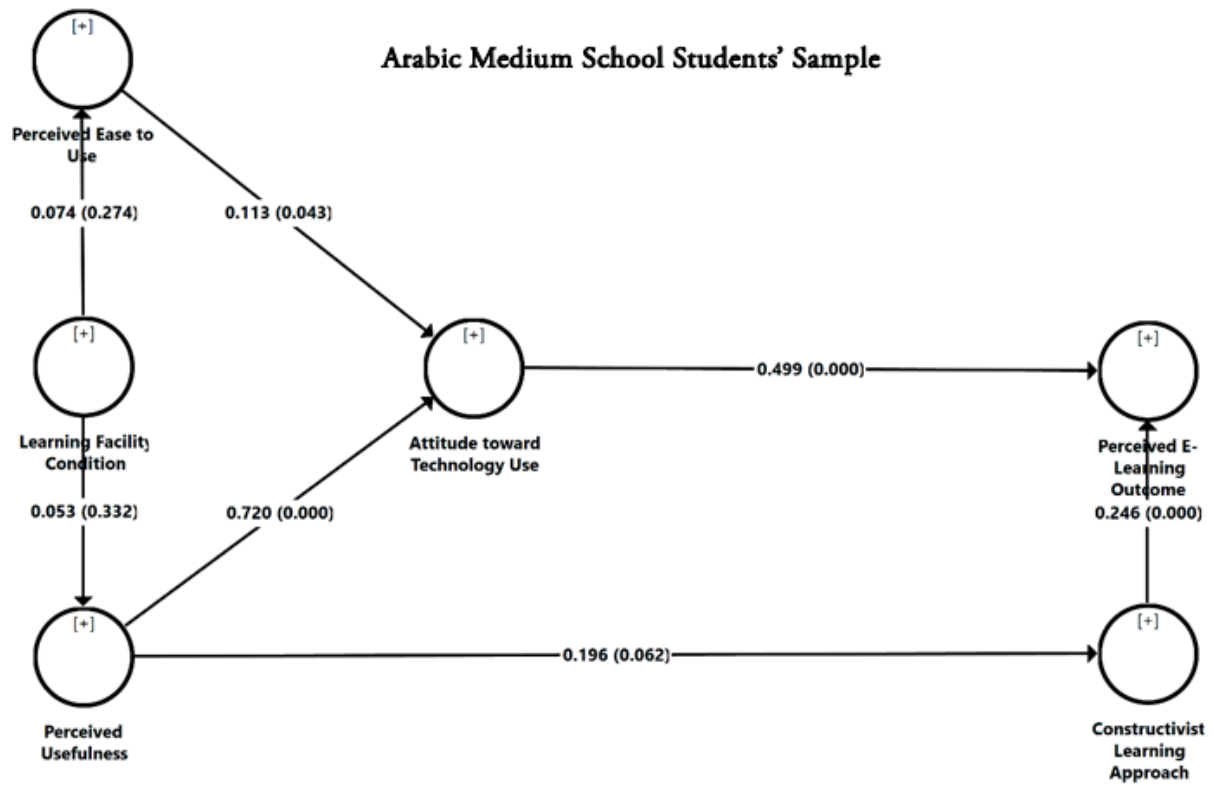 [+]
Arabic Medium School Students’ Sample
Perceived Ease to
Use
0.074 (0.274)
0.113 (0.043)
[+]
[+]
[+]
0.499 (0.000)
Learning Facility
Condition
Attitude toward
Technology Use
Perceived E-
Learning
Outcome
0.053 (0.332)
0.720 (0.000)
0.246 (0.000)
[+]
[+]
0.196 (0.062)
Perceived
Usefulness
Constructivist
Learning
Approach